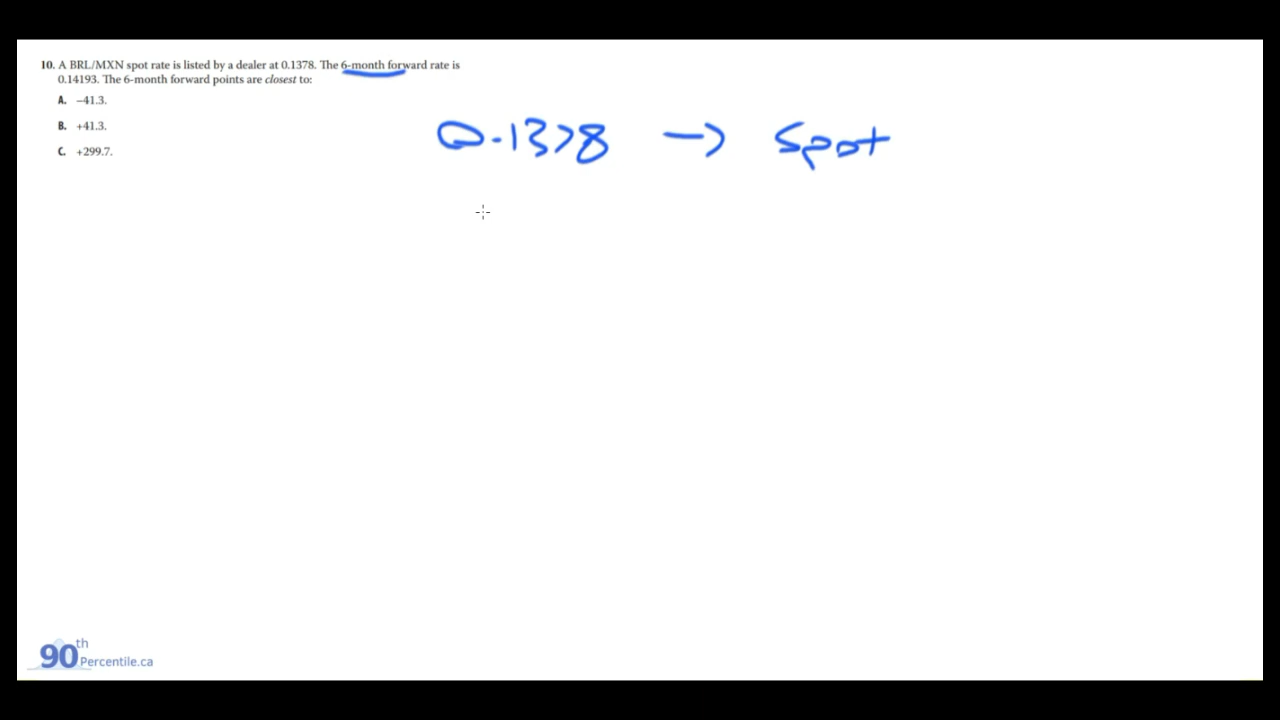 10. A BRL/MXN spot rate is listed by a dealer at 0.1378. The 6-month forward rate is
0.14193. The 6-month forward points are closest to:
A. –41.3.
B. +41.3.
C. +299.7.
0.1378 → spot
90th Percentile.ca